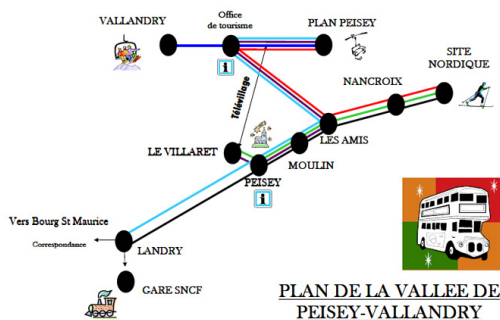 VALLANDRY
Office
de tourisme
PLAN PEISEY
SITE
NORDIQUE
NANCROIX
i
Télévillage
LES AMIS
LE VILLARET
MOULIN
PEISEY
i
Vers Bourg St Maurice
Correspondance
LANDRY
GARE SNCF
PLAN DE LA VALLEE DE
PEISEY-VALLANDRY